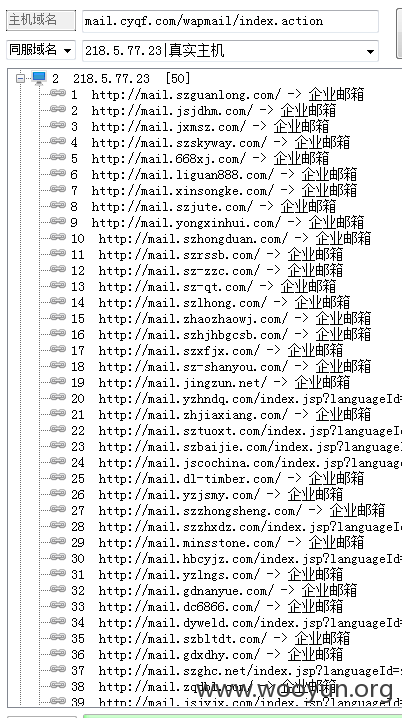 主机域名 mail.cyqf.com/wapmail/index.action
同服域名 218.5.77.23|真实主机
2 218.5.77.23 [50]
1 http://mail.szguanlong.com/ -> 企业邮箱
2 http://mail.jsjdhm.com/ -> 企业邮箱
3 http://mail.jxmsz.com/ -> 企业邮箱
4 http://mail.szskyway.com/ -> 企业邮箱
5 http://mail.668xj.com/ -> 企业邮箱
6 http://mail.liguan888.com/ -> 企业邮箱
7 http://mail.xinsongke.com/ -> 企业邮箱
8 http://mail.szjute.com/ -> 企业邮箱
9 http://mail.yongxinhui.com/ -> 企业邮箱
10 http://mail.szhongduan.com/ -> 企业邮箱
11 http://mail.szrssb.com/ -> 企业邮箱
12 http://mail.sz-zzc.com/ -> 企业邮箱
13 http://mail.sz-qt.com/ -> 企业邮箱
14 http://mail.szlhong.com/ -> 企业邮箱
15 http://mail.zhaozhaowj.com/ -> 企业邮箱
16 http://mail.szhjhbgcsb.com/ -> 企业邮箱
17 http://mail.szxfjx.com/ -> 企业邮箱
18 http://mail.sz-shanyou.com/ -> 企业邮箱
19 http://mail.jingzun.net/ -> 企业邮箱
20 http://mail.yzhndq.com/index.jsp?languageId=
21 http://mail.zhjiaxiang.com/ -> 企业邮箱
22 http://mail.sztuoxt.com/index.jsp?languageId
23 http://mail.szbaijie.com/index.jsp?languageI
24 http://mail.jscochina.com/index.jsp?language
25 http://mail.dl-timber.com/ -> 企业邮箱
26 http://mail.yzjsmy.com/ -> 企业邮箱
27 http://mail.szzhongsheng.com/ -> 企业邮箱
28 http://mail.szzhxdz.com/index.jsp?languageId
29 http://mail.minsstone.com/ -> 企业邮箱
30 http://mail.hbcyjz.com/index.jsp?languageId=
31 http://mail.yzlngs.com/ -> 企业邮箱
32 http://mail.gdnanyue.com/ -> 企业邮箱
33 http://mail.dc6866.com/ -> 企业邮箱
34 http://mail.dyweld.com/index.jsp?languageId=
35 http://mail.szbltdt.com/ -> 企业邮箱
36 http://mail.gdxdhy.com/ -> 企业邮箱
37 http://mail.szghc.net/index.jsp?languageId=
38 http://mail.zqdbl.com/ -> 企业邮箱
39 http://mail.jsjyjx.com/index.jsp?languageId=
www.wooyun.org